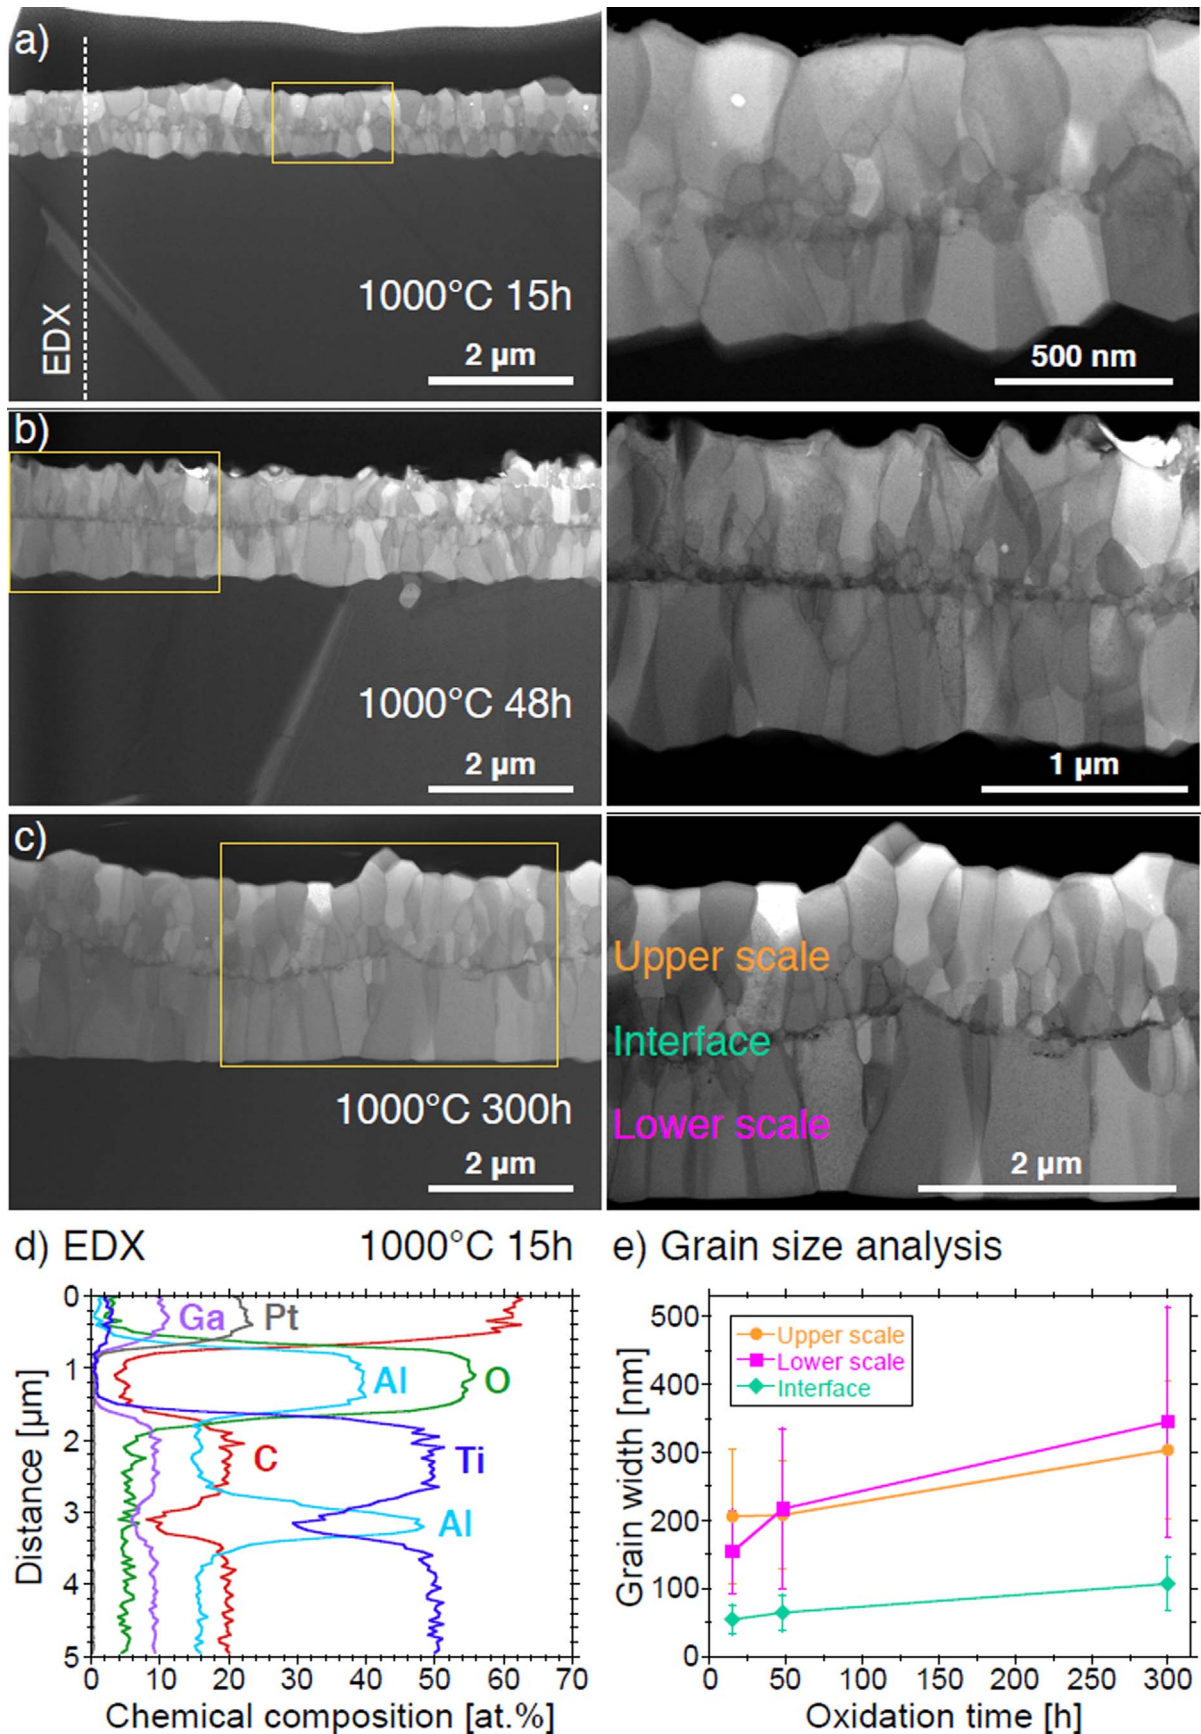 a)
EDX
1000°C 15h
2 µm
500 nm
b)
1000°C 48h
2 µm
1 µm
c)
1000°C 300h
2 µm
Upper scale
Interface
Lower scale
2 µm
d) EDX 1000°C 15h
Ga Pt
Al O
C Ti
Al
0
1
2
3
4
5
Distance [µm]
0 10 20 30 40 50 60 70
Chemical composition [at.%]
e) Grain size analysis
Upper scale
Lower scale
Interface
500
400
300
200
100
0
Grain width [nm]
0 50 100 150 200 250 300
Oxidation time [h]